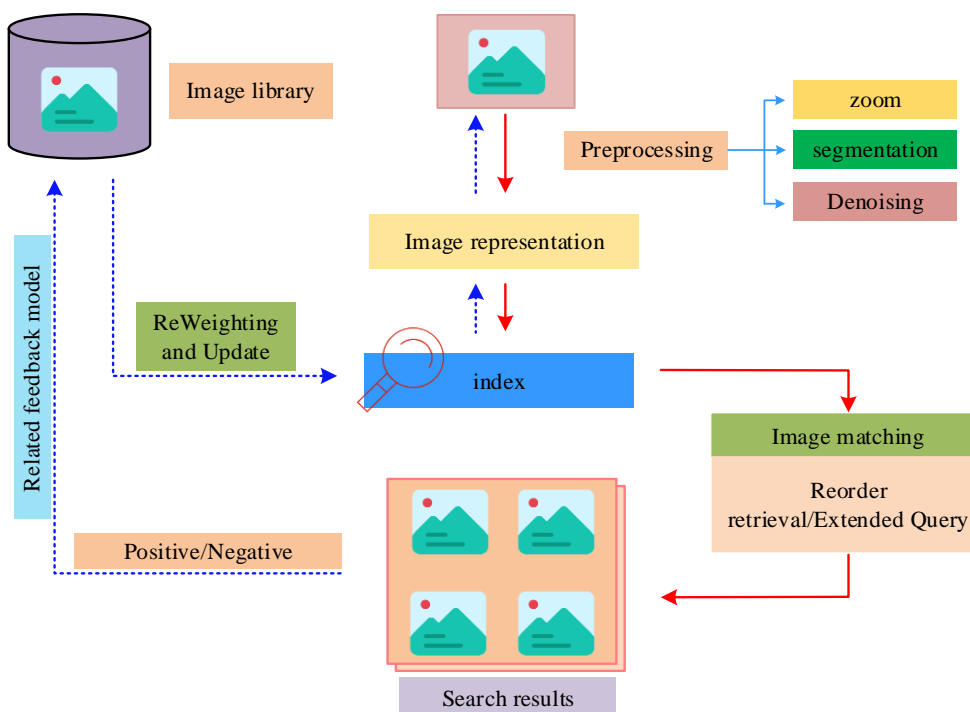 Image library
Preprocessing
zoom
segmentation
Denoising
Image representation
Related feedback model
ReWeighting
and Update
index
Image matching
Reorder
retrieval/Extended Query
Positive/Negative
Search results